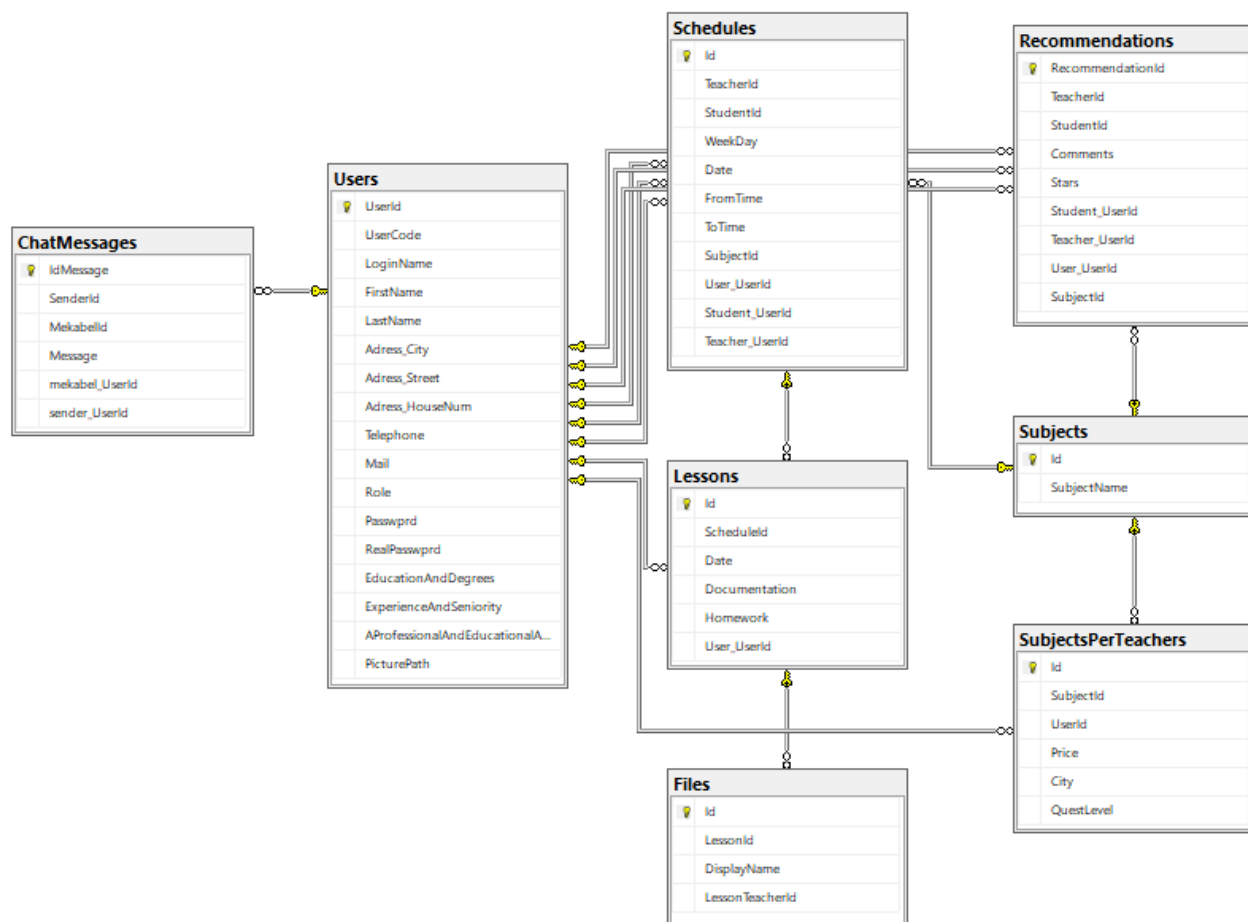 ChatMessages
IdMessage
SenderId
MekabelId
Message
mekabel_UserId
sender_UserId
Users
UserId
UserCode
LoginName
FirstName
LastName
Adress_City
Adress_Street
Adress_HouseNum
Telephone
Mail
Role
Passwprd
RealPasswprd
EducationAndDegrees
ExperienceAndSeniority
AProfessionalAndEducationalA...
PicturePath
Schedules
Id
TeacherId
StudentId
WeekDay
Date
FromTime
ToTime
SubjectId
User_UserId
Student_UserId
Teacher_UserId
Lessons
Id
ScheduleId
Date
Documentation
Homework
User_UserId
Files
Id
LessonId
DisplayName
LessonTeacherId
Recommendations
RecommendationId
TeacherId
StudentId
Comments
Stars
Student_UserId
Teacher_UserId
User_UserId
SubjectId
Subjects
Id
SubjectName
SubjectsPerTeachers
Id
SubjectId
UserId
Price
City
QuestLevel